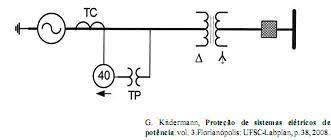 TC
40
TP
Δ
G. Kindermann, Proteção de sistemas elétricos de
potência. vol. 3.Florianópolis: UFSC-Labplan, p. 38, 2008.